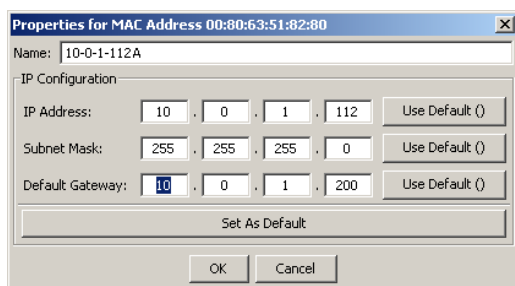 Properties for MAC Address 00:80:63:51:82:80
Name: 10-0-1-112A
IP Configuration
IP Address: 10 . 0 . 1 . 112 Use Default ()
Subnet Mask: 255 . 255 . 255 . 0 Use Default ()
Default Gateway: 10 . 0 . 1 . 200 Use Default ()
Set As Default
OK Cancel